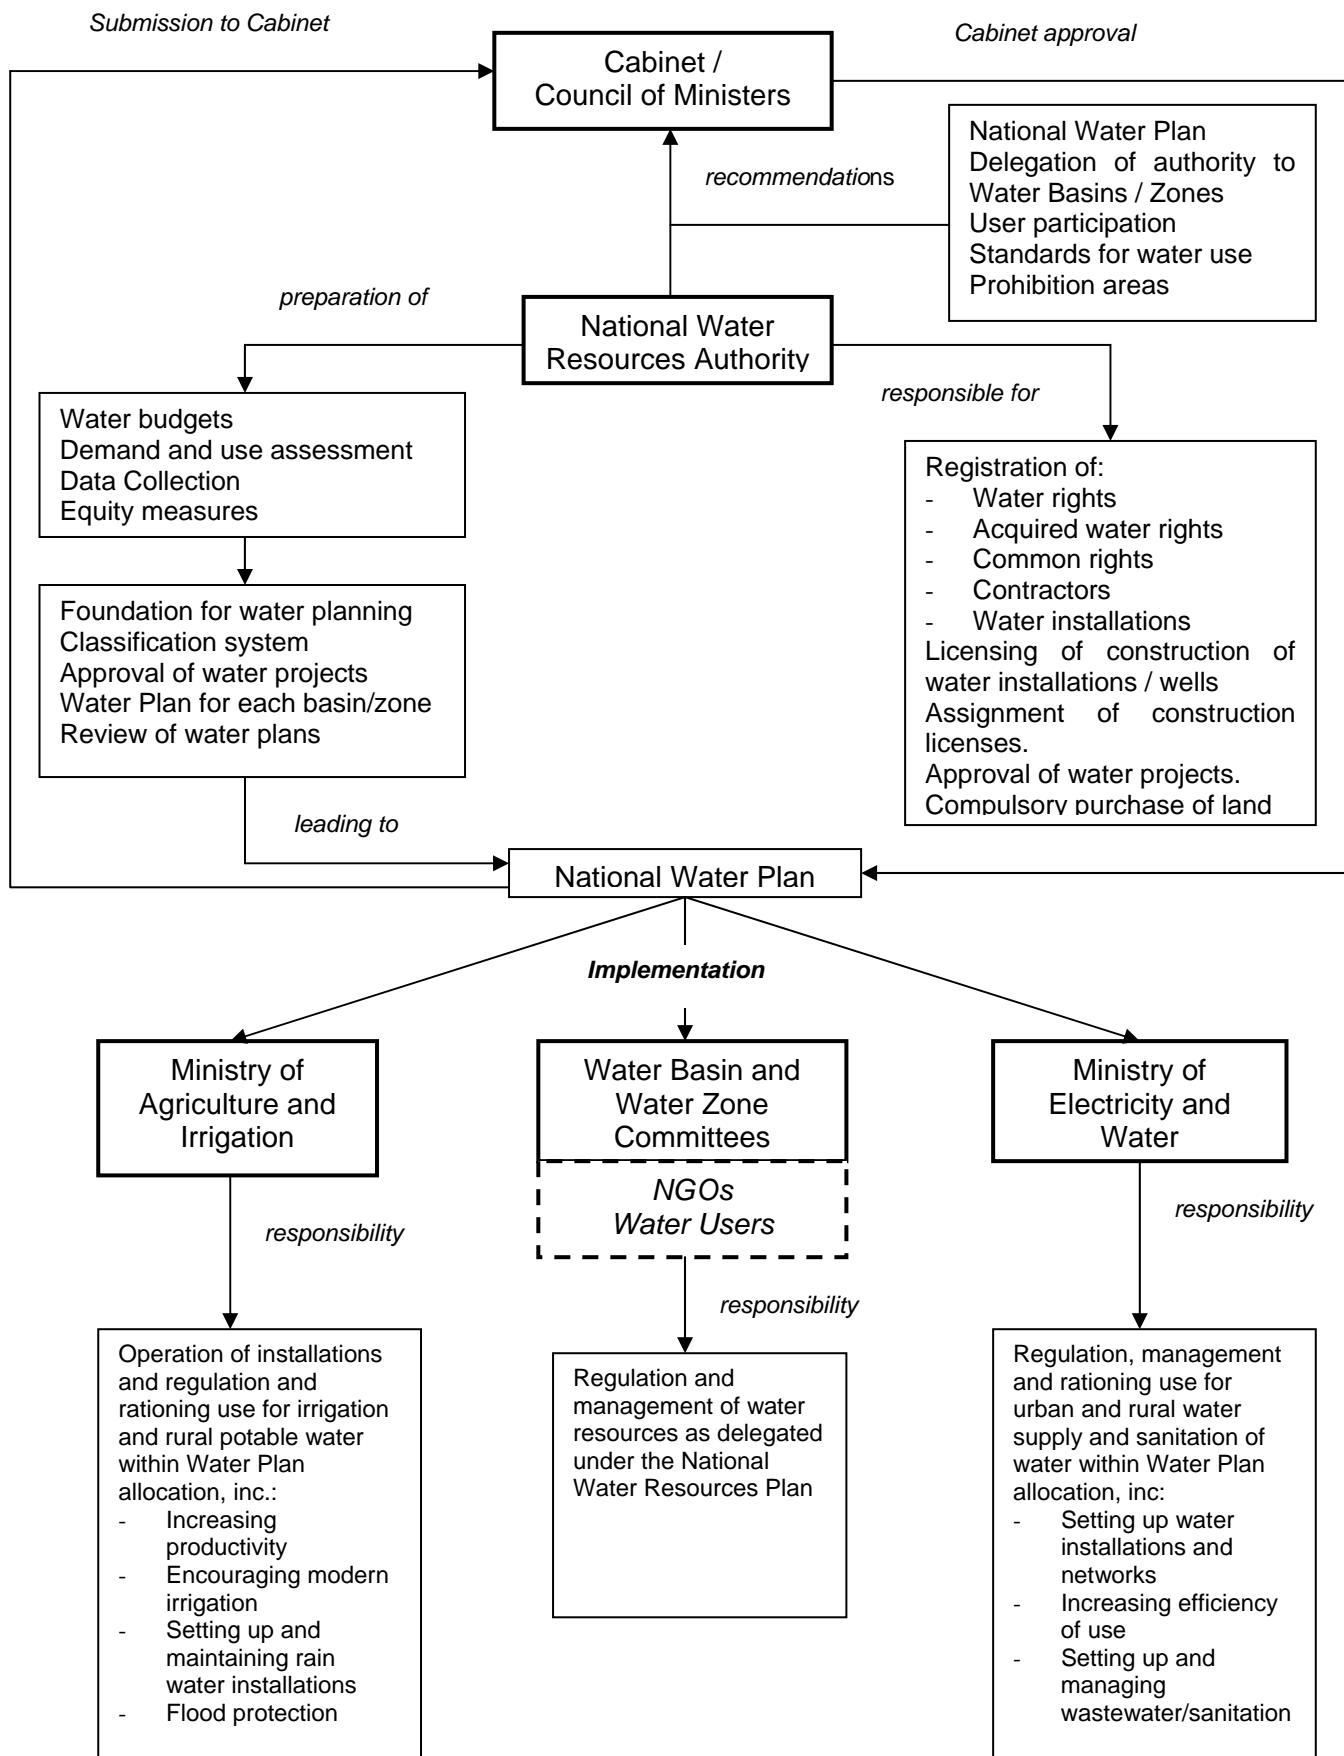 Submission to Cabinet
Cabinet approval
Cabinet /
Council of Ministers
National Water Plan
Delegation of authority to
Water Basins / Zones
User participation
Standards for water use
Prohibition areas
recommendations
preparation of
National Water
Resources Authority
responsible for
Water budgets
Demand and use assessment
Data Collection
Equity measures
Registration of:
- Water rights
- Acquired water rights
- Common rights
- Contractors
- Water installations
Licensing of construction of
water installations / wells
Assignment of construction
licenses.
Approval of water projects.
Compulsory purchase of land
Foundation for water planning
Classification system
Approval of water projects
Water Plan for each basin/zone
Review of water plans
leading to
National Water Plan
Implementation
Ministry of
Agriculture and
Irrigation
Water Basin and
Water Zone
Committees
NGOs
Water Users
Ministry of
Electricity and
Water
responsibility
responsibility
responsibility
Operation of installations
and regulation and
rationing use for irrigation
and rural potable water
within Water Plan
allocation, inc.:
- Increasing
productivity
- Encouraging modern
irrigation
- Setting up and
maintaining rain
water installations
- Flood protection
Regulation and
management of water
resources as delegated
under the National
Water Resources Plan
Regulation, management
and rationing use for
urban and rural water
supply and sanitation of
water within Water Plan
allocation, inc:
- Setting up water
installations and
networks
- Increasing efficiency
of use
- Setting up and
managing
wastewater/sanitation